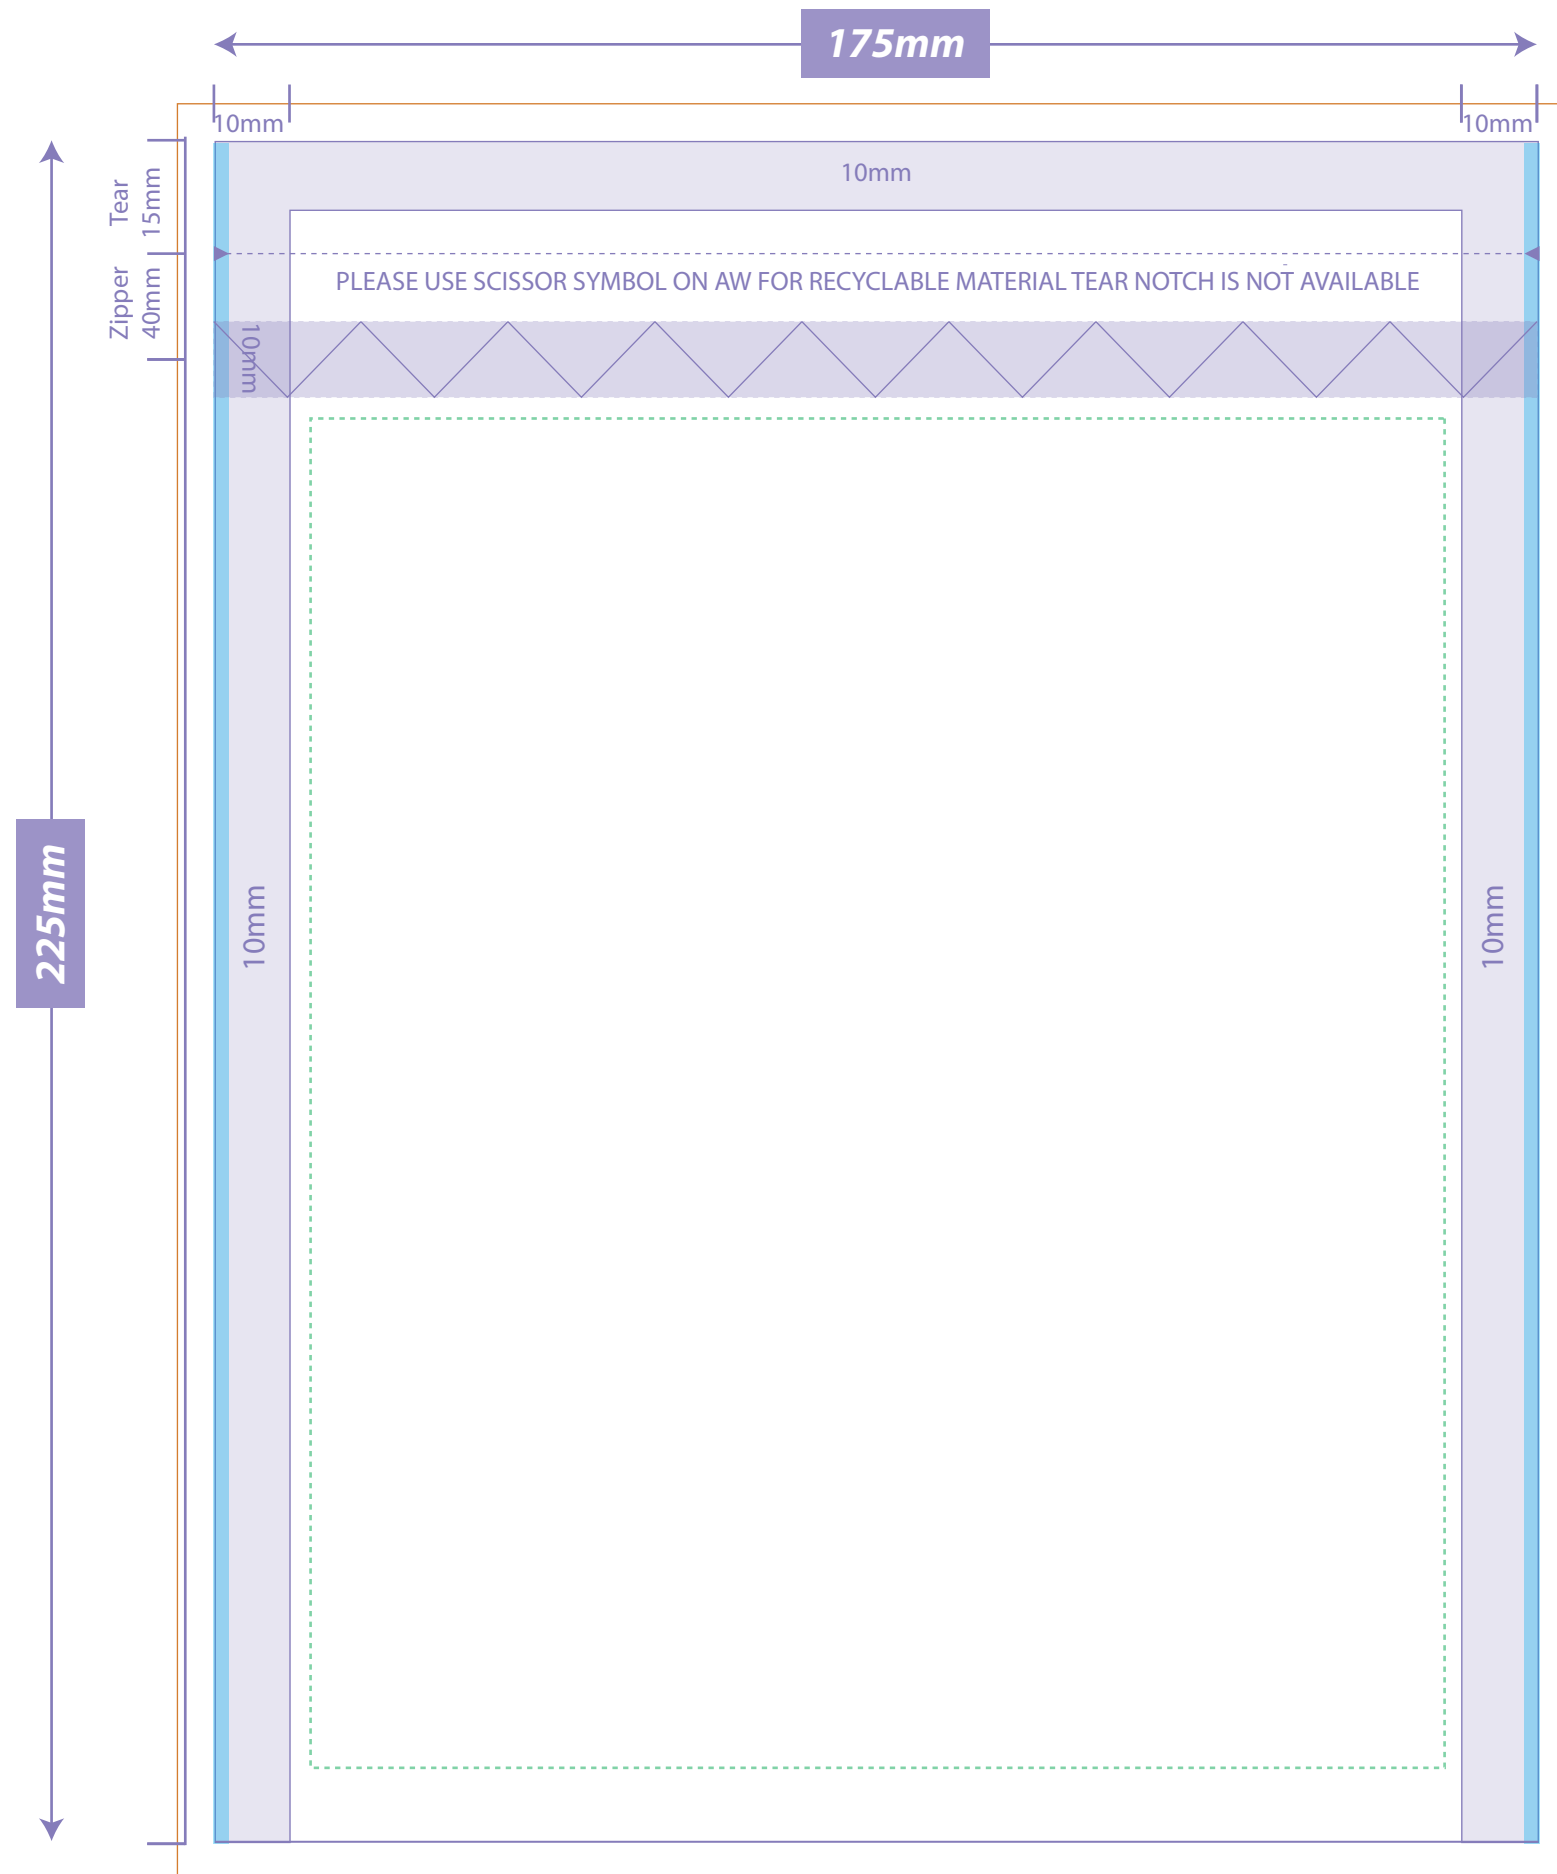 175mm
10mm
10mm
10mm
Tear
15mm
PLEASE USE SCISSOR SYMBOL ON AW FOR RECYCLABLE MATERIAL TEAR NOTCH IS NOT AVAILABLE
Zipper
40mm
10mm
225mm
10mm
10mm